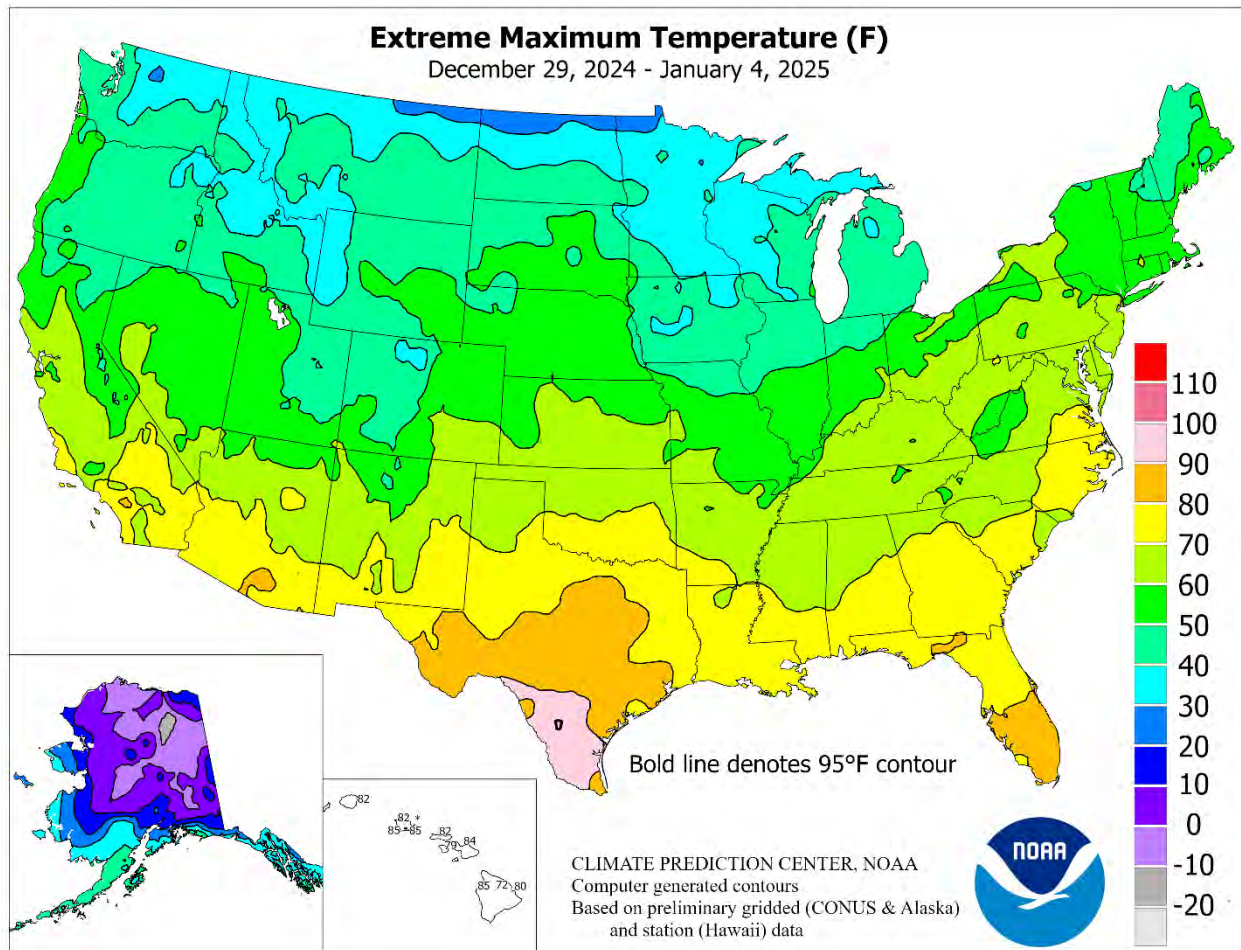 Extreme Maximum Temperature (F)
December 29, 2024 - January 4, 2025
110
100
90
80
70
60
50
40
30
20
10
0
-10
-20
Bold line denotes 95°F contour
82
82 *
85 85
82
79
84
85 72 80
CLIMATE PREDICTION CENTER, NOAA
Computer generated contours
Based on preliminary gridded (CONUS & Alaska)
and station (Hawaii) data
NOAA